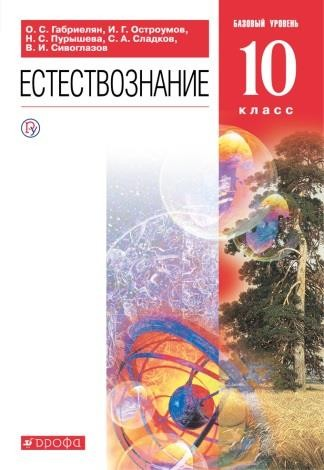 О. С. Габриелян, И. Г. Остроумов,
Н. С. Пурышева, С. А. Сладков,
В. И. Сивоглазов
БАЗОВЫЙ УРОВЕНЬ
ЕСТЕСТВОЗНАНИЕ
10
класс
дрофа